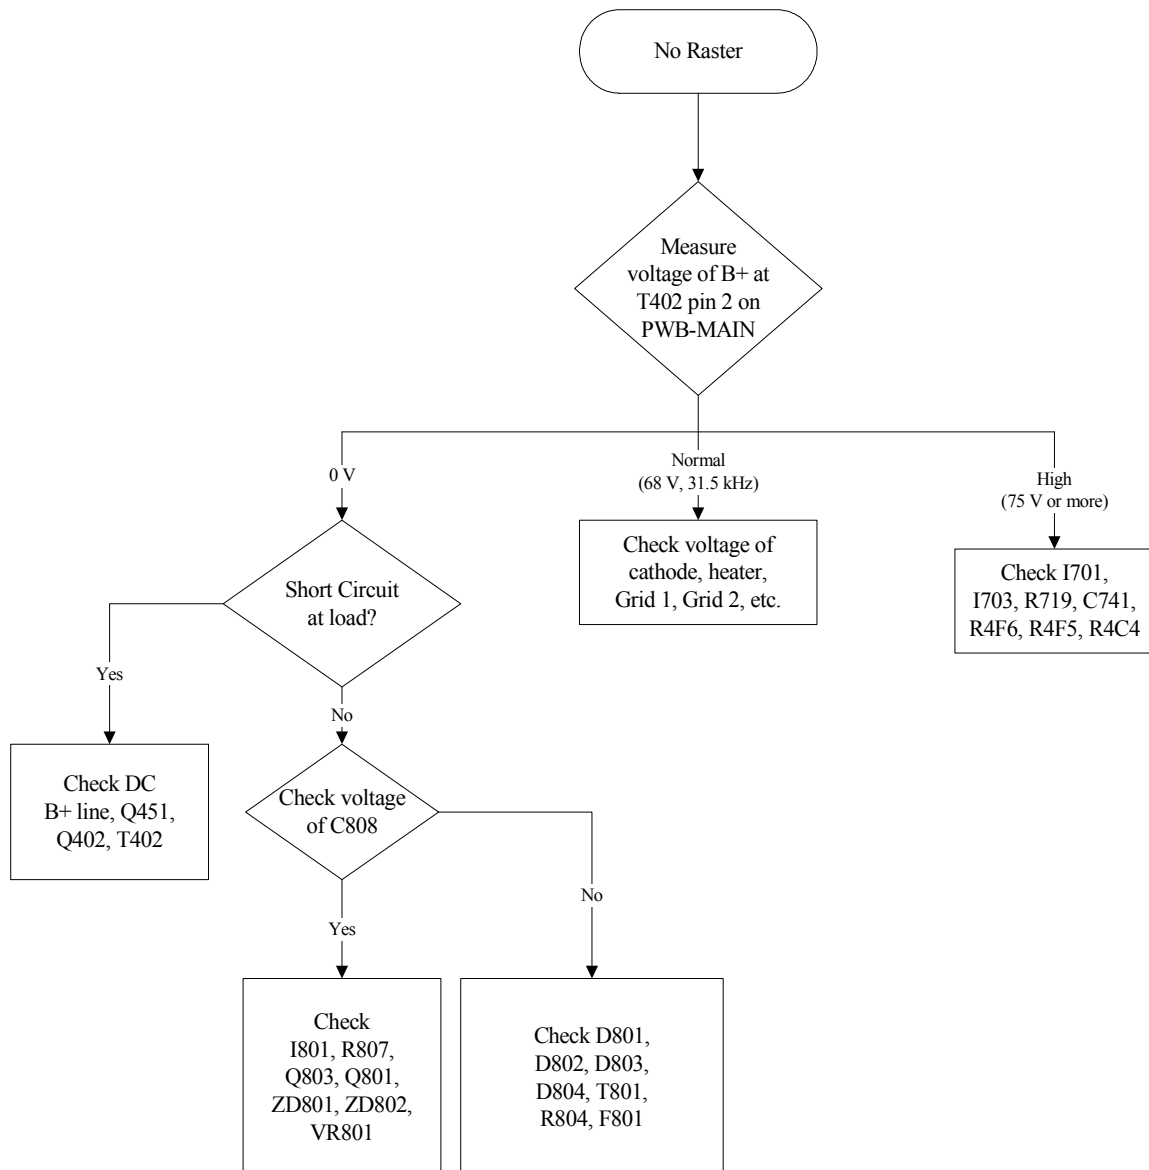 No Raster
Measure
voltage of B+ at
T402 pin 2 on
PWB-MAIN
0 V
Normal
(68 V, 31.5 kHz)
High
(75 V or more)
Short Circuit
at load?
Check voltage of
cathode, heater,
Grid 1, Grid 2, etc.
Check I701,
I703, R719, C741,
R4F6, R4F5, R4C4
Yes
No
Check DC
B+ line, Q451,
Q402, T402
Check voltage
of C808
Yes
No
Check
I801, R807,
Q803, Q801,
ZD801, ZD802,
VR801
Check D801,
D802, D803,
D804, T801,
R804, F801